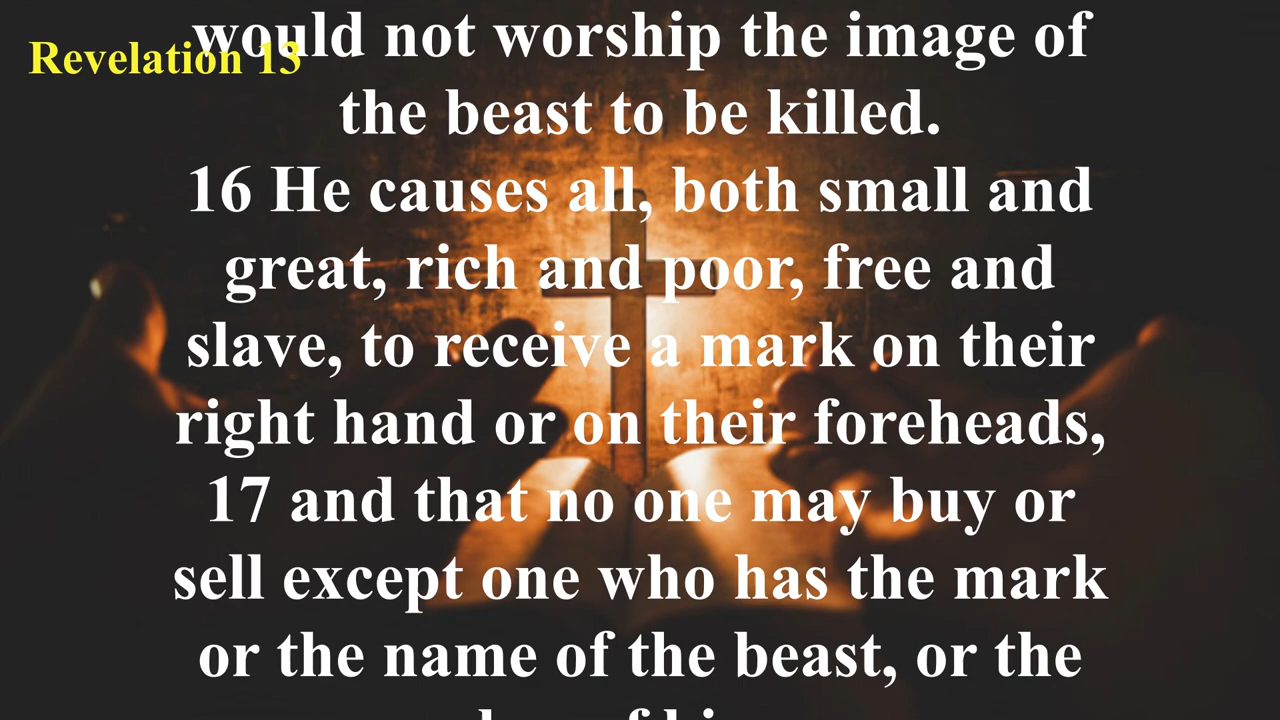 Revelation 13
would not worship the image of
the beast to be killed.
16 He causes all, both small and
great, rich and poor, free and
slave, to receive a mark on their
right hand or on their foreheads,
17 and that no one may buy or
sell except one who has the mark
or the name of the beast, or the